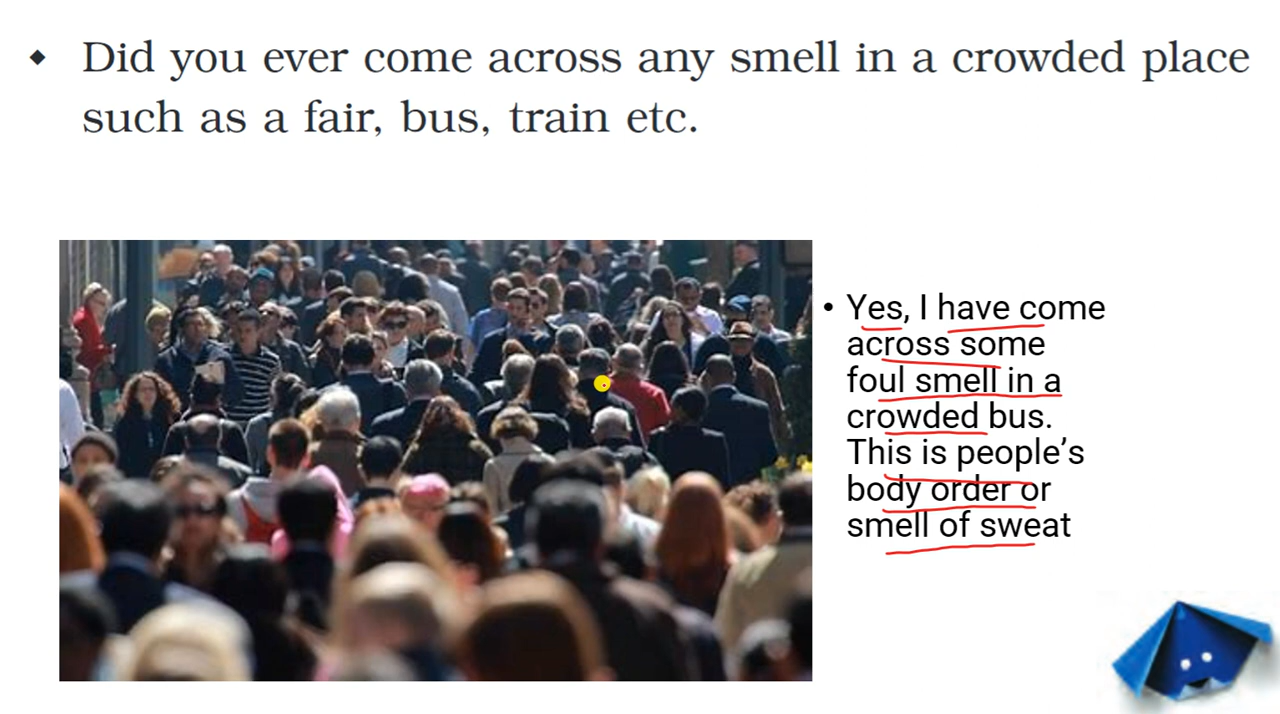 ◆ Did you ever come across any smell in a crowded place
such as a fair, bus, train etc.
• Yes, I have come
across some
foul smell in a
crowded bus.
This is people’s
body order or
smell of sweat